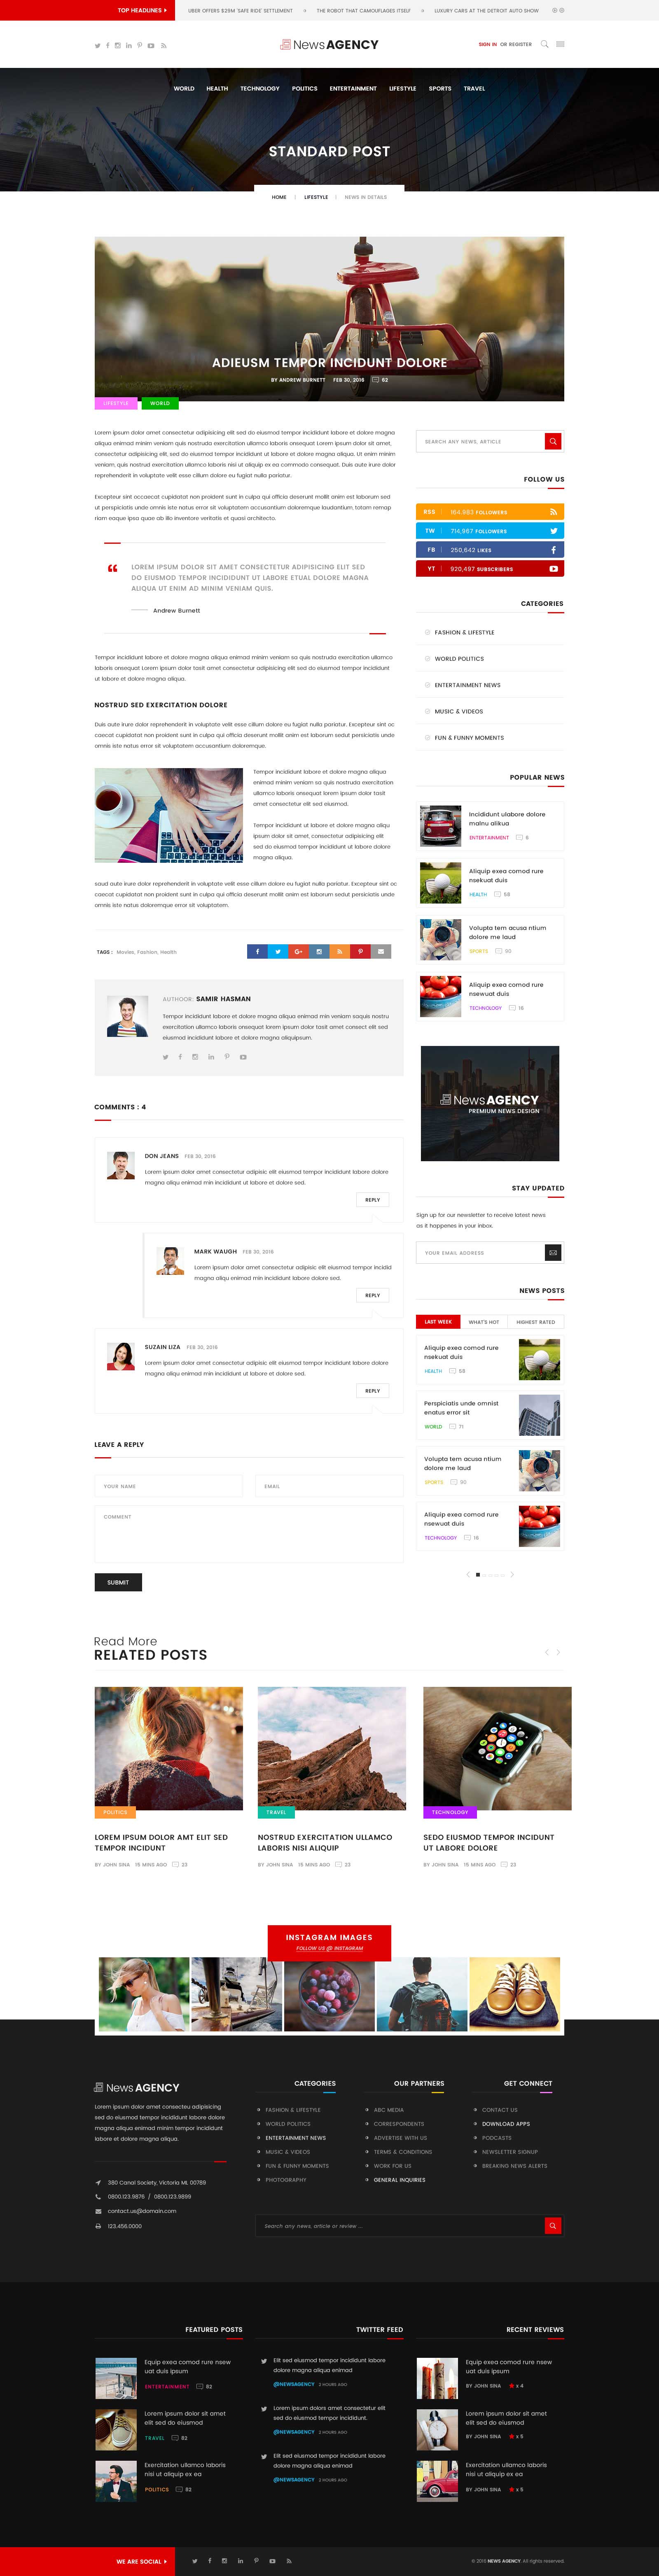 TOP HEADLINES
UBER OFFERS $29M 'SAFE RIDE' SETTLEMENT
THE ROBOT THAT CAMOUFLAGES ITSELF
LUXURY CARS AT THE DETROIT AUTO SHOW
News AGENCY
SIGN IN OR REGISTER
WORLD HEALTH TECHNOLOGY POLITICS ENTERTAINMENT LIFESTYLE SPORTS TRAVEL
STANDARD POST
HOME | LIFESTYLE | NEWS IN DETAILS
ADIEUSM TEMPOR INCIDUNT DOLORE
BY ANDREW BURNETT FEB 30, 2016 62
LIFESTYLE WORLD
Lorem ipsum dolor amet consectetur adipisicing elit sed do eiusmod tempor incididunt labore et dolore magna
aliqua enimad minim veniam quis nostruda exercitation ullamco laboris onsequat Lorem ipsum dolor sit amet,
consectetur adipisicing elit, sed do eiusmod tempor incididunt ut labore et dolore magna aliqua. Ut enim minim
veniam, quis nostrud exercitation ullamco laboris nisi ut aliquip ex ea commodo consequat. Duis aute irure dolor
reprehenderit in voluptate velit esse cillum dolore eu fugiat nulla pariatur.
Excepteur sint occaecat cupidatat non proident sunt in culpa qui officia deserunt mollit anim est laborum sed
ut perspiciatis unde omnis iste natus error sit voluptatem accusantium doloremque laudantium, totam remap
riam eaque ipsa quae ab illo inventore veritatis et quasi architecto.
LOREM IPSUM DOLOR SIT AMET CONSECTETUR ADIPISICING ELIT SED
DO EIUSMOD TEMPOR INCIDIDUNT UT LABORE ETUAL DOLORE MAGNA
ALIQUA UT ENIM AD MINIM VENIAM QUIS.
Andrew Burnett
Tempor incididunt labore et dolore magna aliqua enimad minim veniam sa quis nostruda exercitation ullamco
laboris onsequat Lorem ipsum dolor tasit amet consectetur adipisicing elit sed do eiusmod tempor incididunt
ut labore et dolore magna aliqua.
NOSTRUD SED EXERCITATION DOLORE
Duis aute irure dolor reprehenderit in voluptate velit esse cillum dolore eu fugiat nulla pariatur. Excepteur sint oc
caecat cupidatat non proident sunt in culpa qui officia deserunt mollit anim est laborum sedut persiciatis unde
omnis iste natus error sit voluptatem accusantium doloremque.
Tempor incididunt labore et dolore magna aliqua
enimad minim veniam sa quis nostruda exercitation
ullamco laboris onsequat lorem ipsum dolor tasit
amet consectetur elit sed eiusmod.
Tempor incididunt ut labore et dolore magna aliqu
ipsum dolor sit amet, consectetur adipisicing elit
sed do eiusmod tempor incididunt ut labore dolore
magna aliqua.
saud aute irure dolor reprehenderit in voluptate velit esse cillum dolore eu fugiat nulla pariatur. Excepteur sint oc
caecat cupidatat non proident sunt in culpa qui officia deserunt mollit anim est laborum sedut persiciatis unde
omnis iste natus doloremque error sit voluptatem.
TAGS : Movies, Fashion, Health
AUTHOR: SAMIR HASMAN
Tempor incididunt labore et dolore magna aliqua enimad min veniam saquis nostru
exercitation ullamco laboris onsequat lorem ipsum dolor tasit amet consect elit sed
eiusmod incididunt labore et dolore magna aliquipsum.
COMMENTS : 4
DON JEANS FEB 30, 2016
Lorem ipsum dolor amet consectetur adipisic elit eiusmod tempor incididunt labore dolore
magna aliqu enimad min incididunt ut labore et dolore sed.
REPLY
MARK WAUGH FEB 30, 2016
Lorem ipsum dolor amet consectetur adipisic elit eiusmod tempor incidid
magna aliqu enimad min incididunt labore dolore sed.
REPLY
SUZAIN LIZA FEB 30, 2016
Lorem ipsum dolor amet consectetur adipisic elit eiusmod tempor incididunt labore dolore
magna aliqu enimad min incididunt ut labore et dolore sed.
REPLY
LEAVE A REPLY
YOUR NAME EMAIL
COMMENT
SUBMIT
SEARCH ANY NEWS, ARTICLE
FOLLOW US
RSS 164,983 FOLLOWERS
TW 714,967 FOLLOWERS
FB 250,642 LIKES
YT 920,497 SUBSCRIBERS
CATEGORIES
FASHION & LIFESTYLE
WORLD POLITICS
ENTERTAINMENT NEWS
MUSIC & VIDEOS
FUN & FUNNY MOMENTS
POPULAR NEWS
Incididunt ulabore dolore
malnu alikua
ENTERTAINMENT 8
Aliquip exea comod rure
nsekuat duis
HEALTH 58
Volupta tem acusa ntium
dolore me laud
SPORTS 90
Aliquip exea comod rure
nsewuat duis
TECHNOLOGY 16
News AGENCY
PREMIUM NEWS DESIGN
STAY UPDATED
Sign up for our newsletter to receive latest news
as it happenes in your inbox.
YOUR EMAIL ADDRESS
NEWS POSTS
LAST WEEK WHAT'S HOT HIGHEST RATED
Aliquip exea comod rure
nsekuat duis
HEALTH 58
Perspiciatis unde omnist
enatus error sit
WORLD 71
Volupta tem acusa ntium
dolore me laud
SPORTS 90
Aliquip exea comod rure
nsewuat duis
TECHNOLOGY 16
Read More
RELATED POSTS
POLITICS
LOREM IPSUM DOLOR AMT ELIT SED
TEMPOR INCIDUNT
BY JOHN SINA 15 MINS AGO 23
TRAVEL
NOSTRUD EXERCITATION ULLAMCO
LABORIS NISI ALIQUIP
BY JOHN SINA 15 MINS AGO 23
TECHNOLOGY
SEDO EIUSMOD TEMPOR INCIDUNT
UT LABORE DOLORE
BY JOHN SINA 15 MINS AGO 23
INSTAGRAM IMAGES
FOLLOW US @ INSTAGRAM
News AGENCY
Lorem ipsum dolor amet consecteu adipisicing
sed do eiusmod tempor incididunt labore dolore
magna aliqua enimad minim tempor incididunt
labore et dolore magna aliqu.
380 Canal Society, Victoria ML 00789
0800.123.9876 / 0800.123.9899
contact.us@domain.com
123.456.0000
CATEGORIES
FASHION & LIFESTYLE
WORLD POLITICS
ENTERTAINMENT NEWS
MUSIC & VIDEOS
FUN & FUNNY MOMENTS
PHOTOGRAPHY
OUR PARTNERS
ABC MEDIA
CORRESPONDENTS
ADVERTISE WITH US
TERMS & CONDITIONS
WORK FOR US
GENERAL INQUIRIES
GET CONNECT
CONTACT US
DOWNLOAD APPS
PODCASTS
NEWSLETTER SIGNUP
BREAKING NEWS ALERTS
Search any news, article or review ...
FEATURED POSTS
Equip exea comod rure nsew
uat duis ipsum
ENTERTAINMENT 82
Lorem ipsum dolor sit amet
elit sed do eiusmod
TRAVEL 82
Exercitation ullamco laboris
nisi ut aliquip ex ea
POLITICS 82
TWITTER FEED
Elit sed eiusmod tempor incididunt labore
dolore magna aliqua enimad
@NEWSAGENCY 2 HOURS AGO
Lorem ipsum dolors amet consectetur elit
sed do eiusmod tempor incididunt.
@NEWSAGENCY 2 HOURS AGO
Elit sed eiusmod tempor incididunt labore
dolore magna aliqua enimad
@NEWSAGENCY 2 HOURS AGO
RECENT REVIEWS
Equip exea comod rure nsew
uat duis ipsum
BY JOHN SINA x 4
Lorem ipsum dolor sit amet
elit sed do eiusmod
BY JOHN SINA x 5
Exercitation ullamco laboris
nisi ut aliquip ex ea
BY JOHN SINA x 5
WE ARE SOCIAL
© 2016 NEWS AGENCY. All rights reserved.